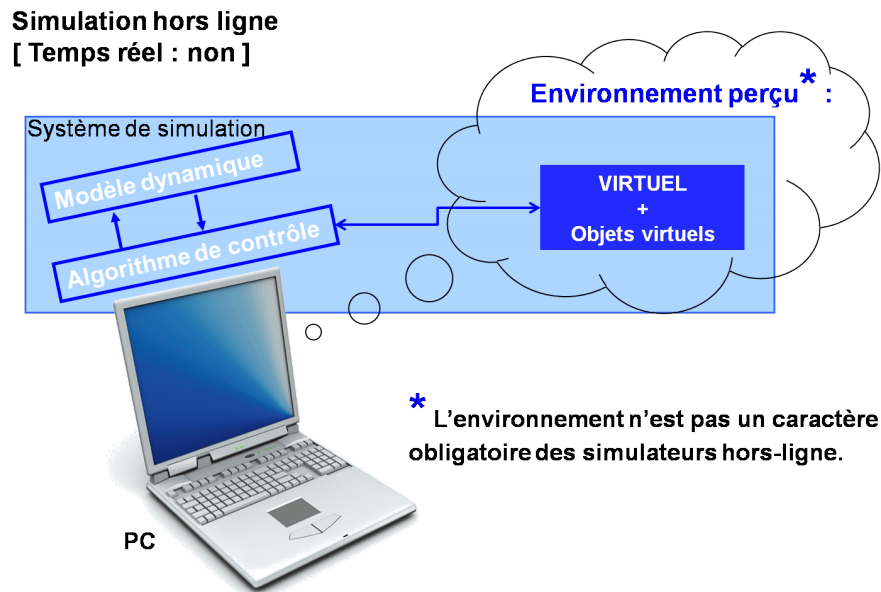 Simulation hors ligne
[ Temps réel : non ]
Environnement perçu* :
Système de simulation
Modèle dynamique
Algorithme de contrôle
VIRTUEL
+
Objets virtuels
* L’environnement n’est pas un caractère
obligatoire des simulateurs hors-ligne.
PC